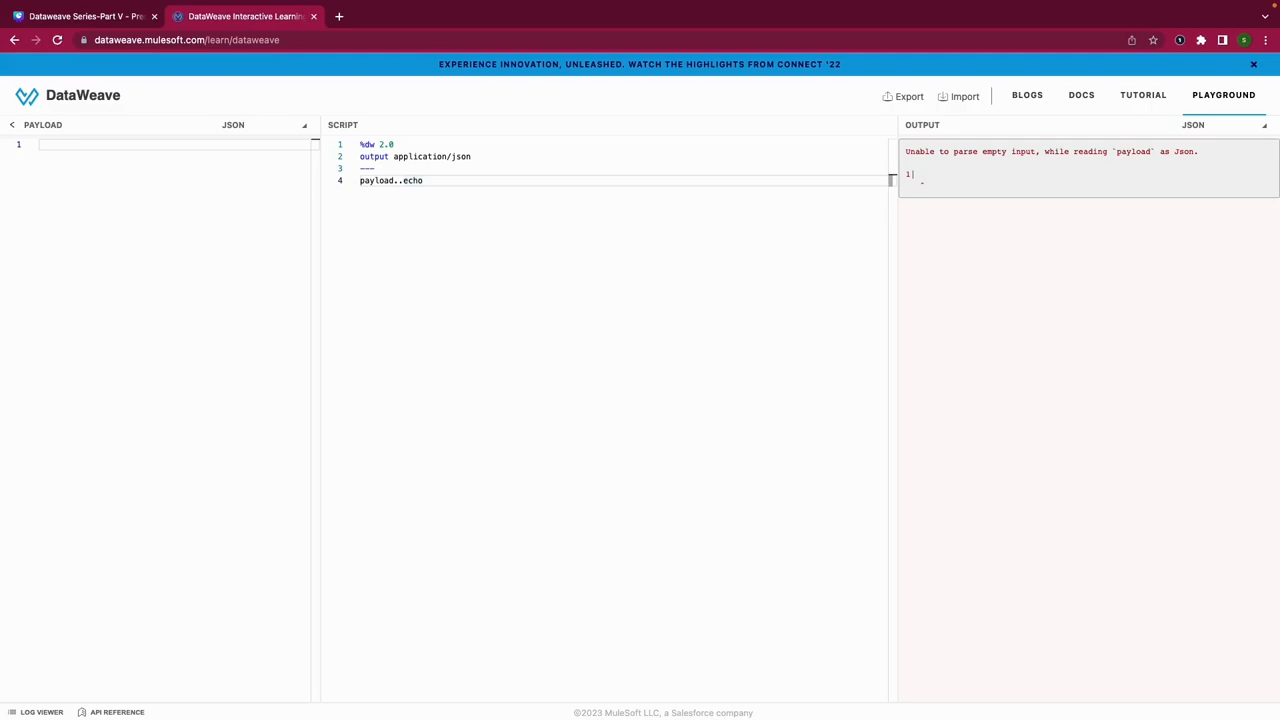 Dataweave Series-Part V - Pre
DataWeave Interactive Learning
dataweave.mulesoft.com/learn/dataweave
S
EXPERIENCE INNOVATION, UNLEASHED. WATCH THE HIGHLIGHTS FROM CONNECT '22
DataWeave
Export
Import
BLOGS
DOCS
TUTORIAL
PLAYGROUND
PAYLOAD
JSON
SCRIPT
OUTPUT
JSON
1
1 %dw 2.0
2 output application/json
3 ---
4 payload..echo
Unable to parse empty input, while reading `payload` as Json.
1|
^
LOG VIEWER
API REFERENCE
©2023 MuleSoft LLC, a Salesforce company